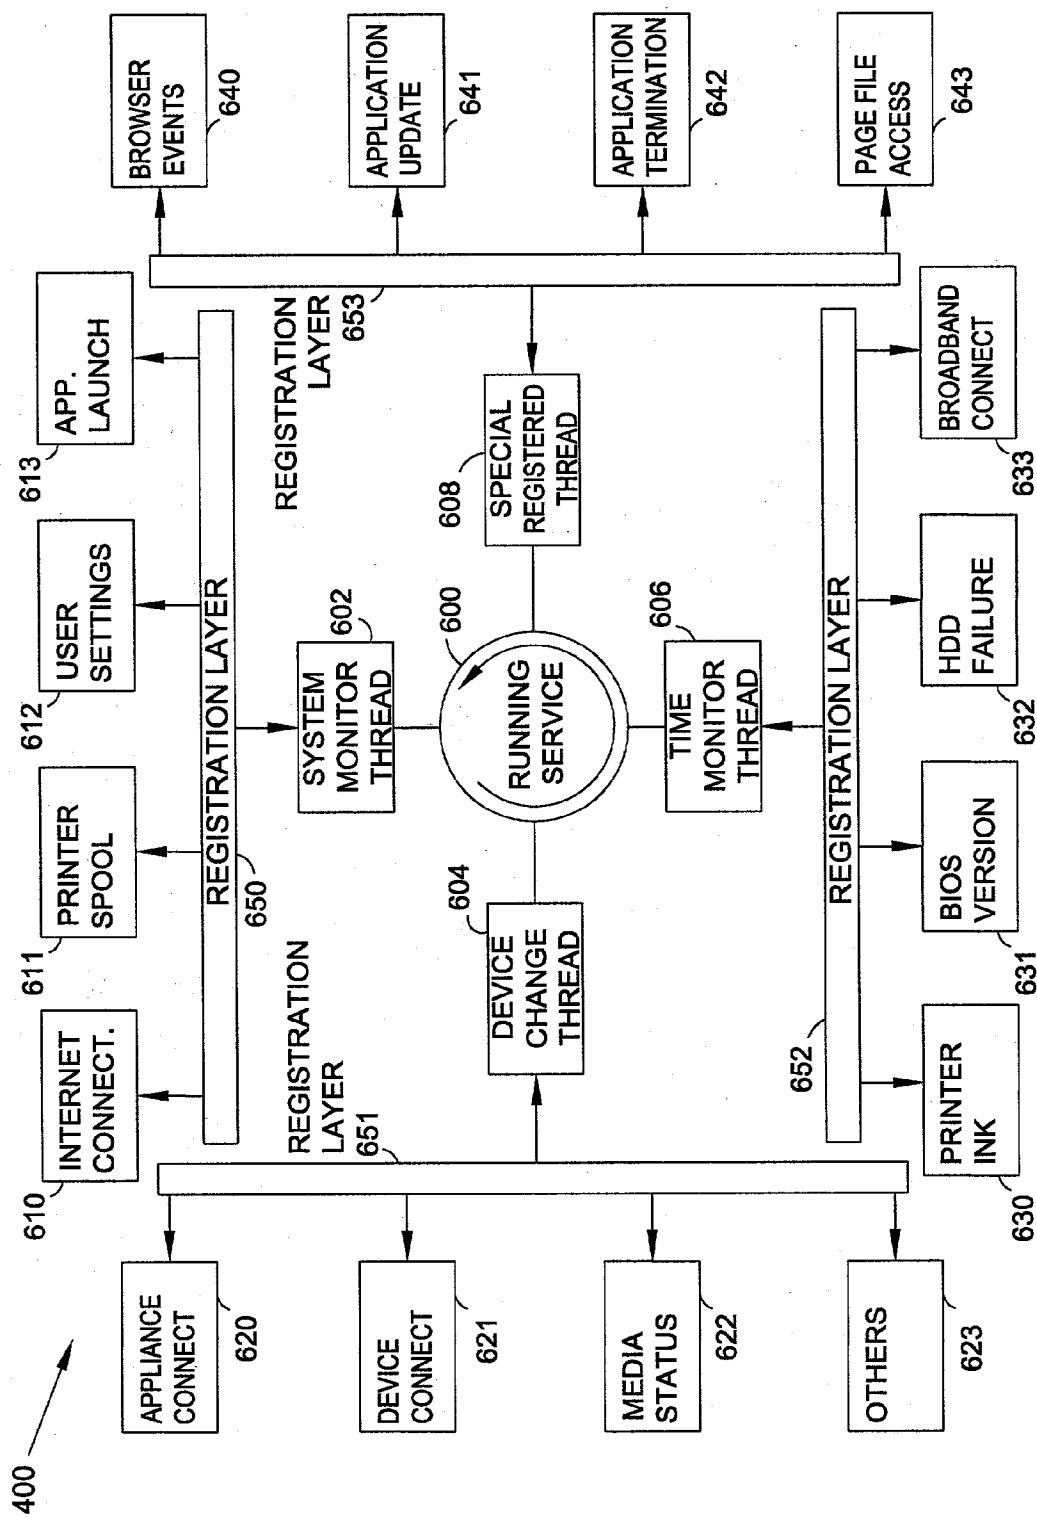 400
INTERNET
CONNECT.
610
PRINTER
SPOOL
611
USER
SETTINGS
612
APP.
LAUNCH
613
REGISTRATION LAYER
650
APPLIANCE
CONNECT
620
DEVICE
CONNECT
621
MEDIA
STATUS
622
OTHERS
623
REGISTRATION
LAYER
651
DEVICE
CHANGE
THREAD
604
SYSTEM
MONITOR
THREAD
602
RUNNING
SERVICE
600
TIME
MONITOR
THREAD
606
SPECIAL
REGISTERED
THREAD
608
REGISTRATION
LAYER
653
BROWSER
EVENTS
640
APPLICATION
UPDATE
641
APPLICATION
TERMINATION
642
PAGE FILE
ACCESS
643
652
REGISTRATION LAYER
PRINTER
INK
630
BIOS
VERSION
631
HDD
FAILURE
632
BROADBAND
CONNECT
633